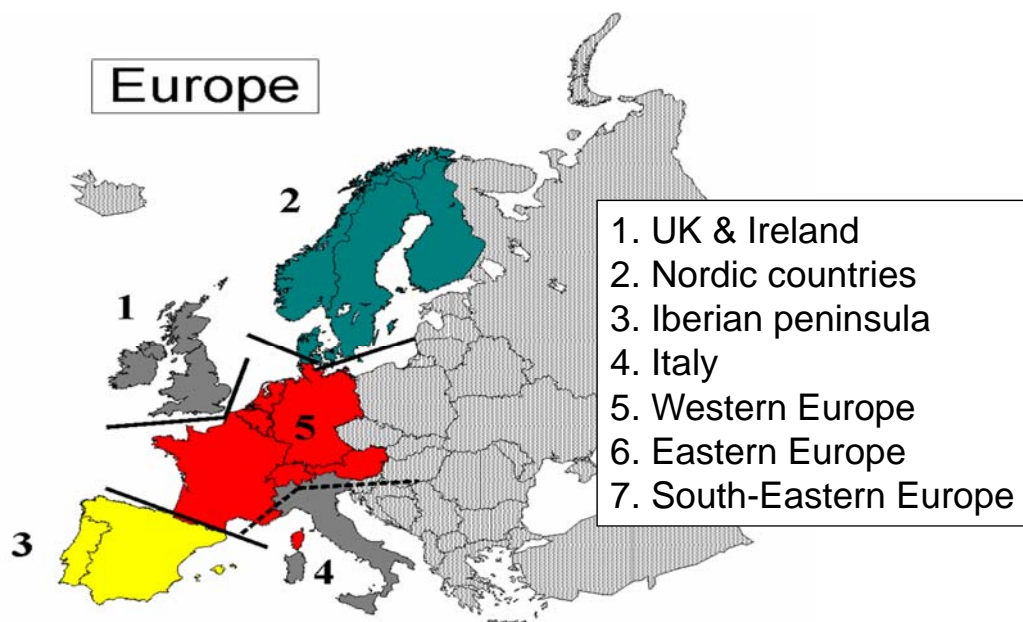 Europe
2
1
1. UK & Ireland
2. Nordic countries
3. Iberian peninsula
4. Italy
5. Western Europe
6. Eastern Europe
7. South-Eastern Europe
5
3
4